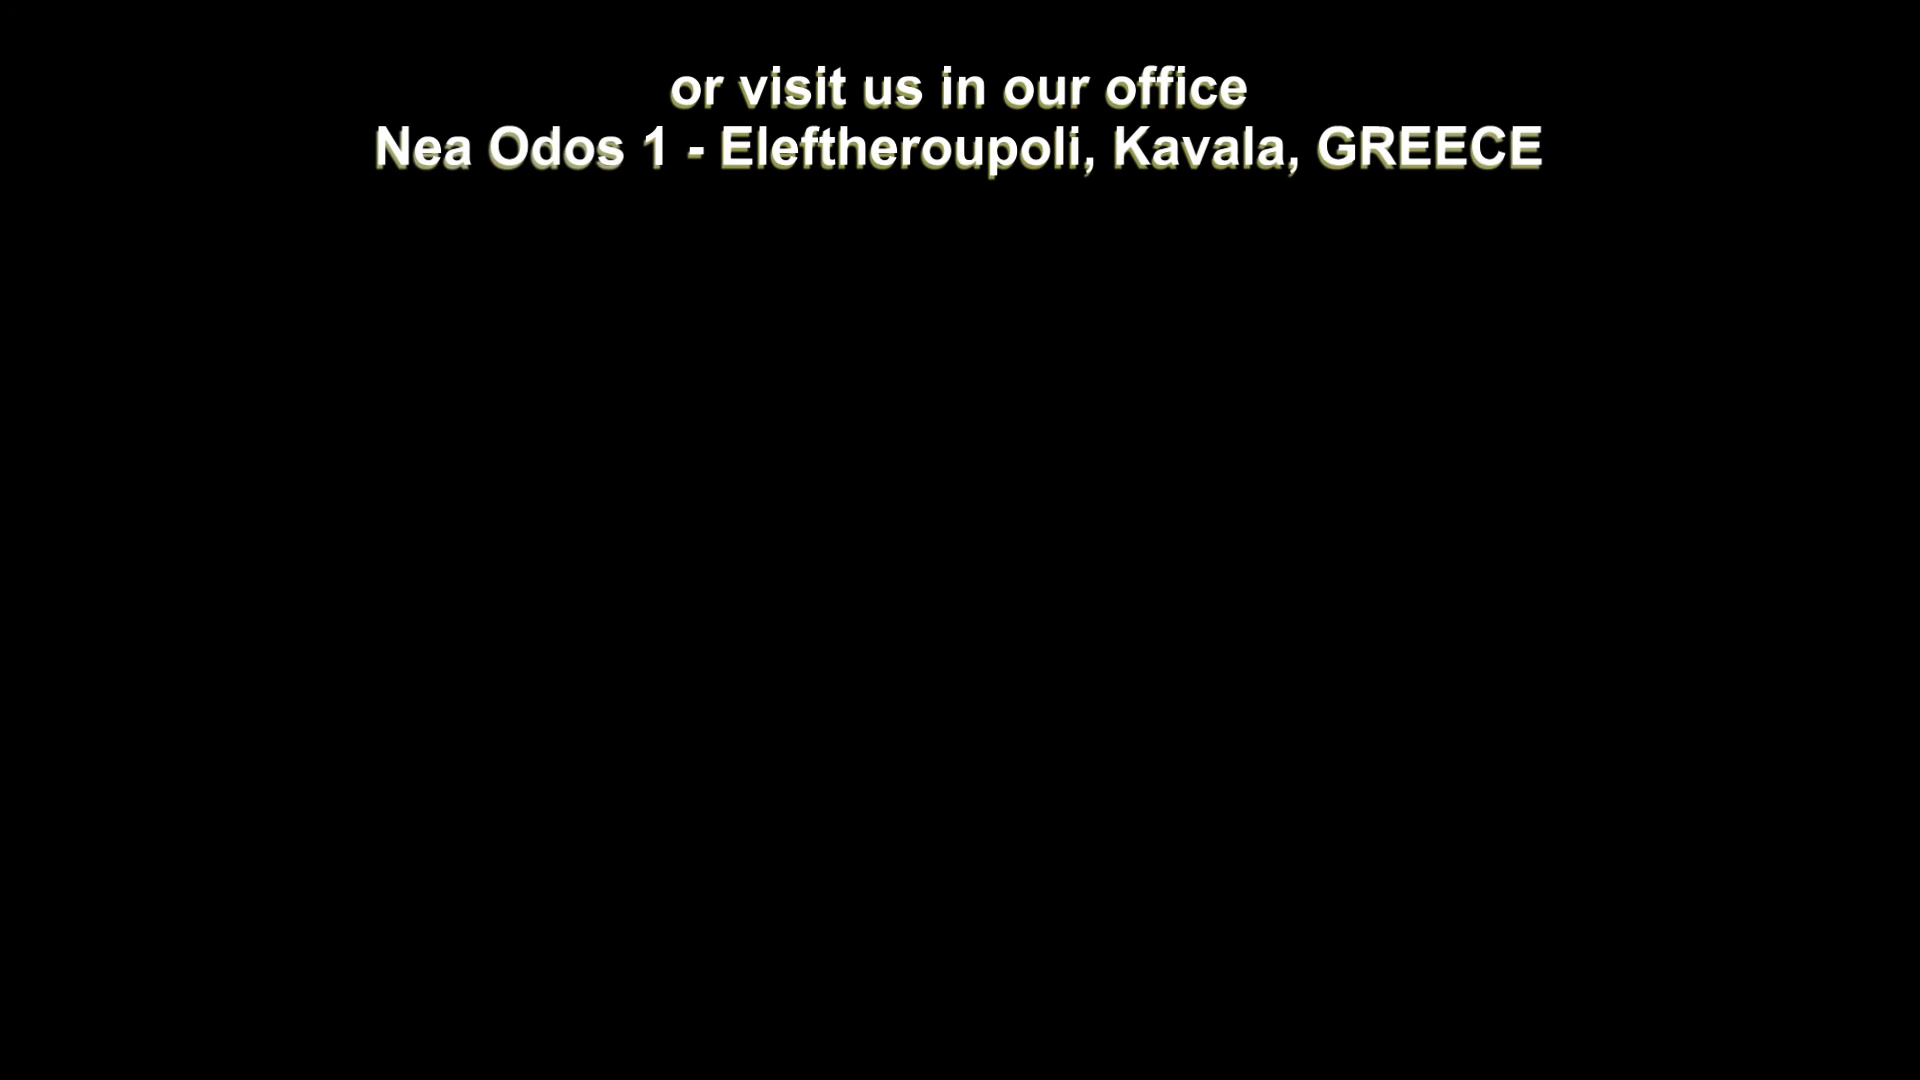 or visit us in our office
Nea Odos 1 - Eleftheroupoli, Kavala, GREECE